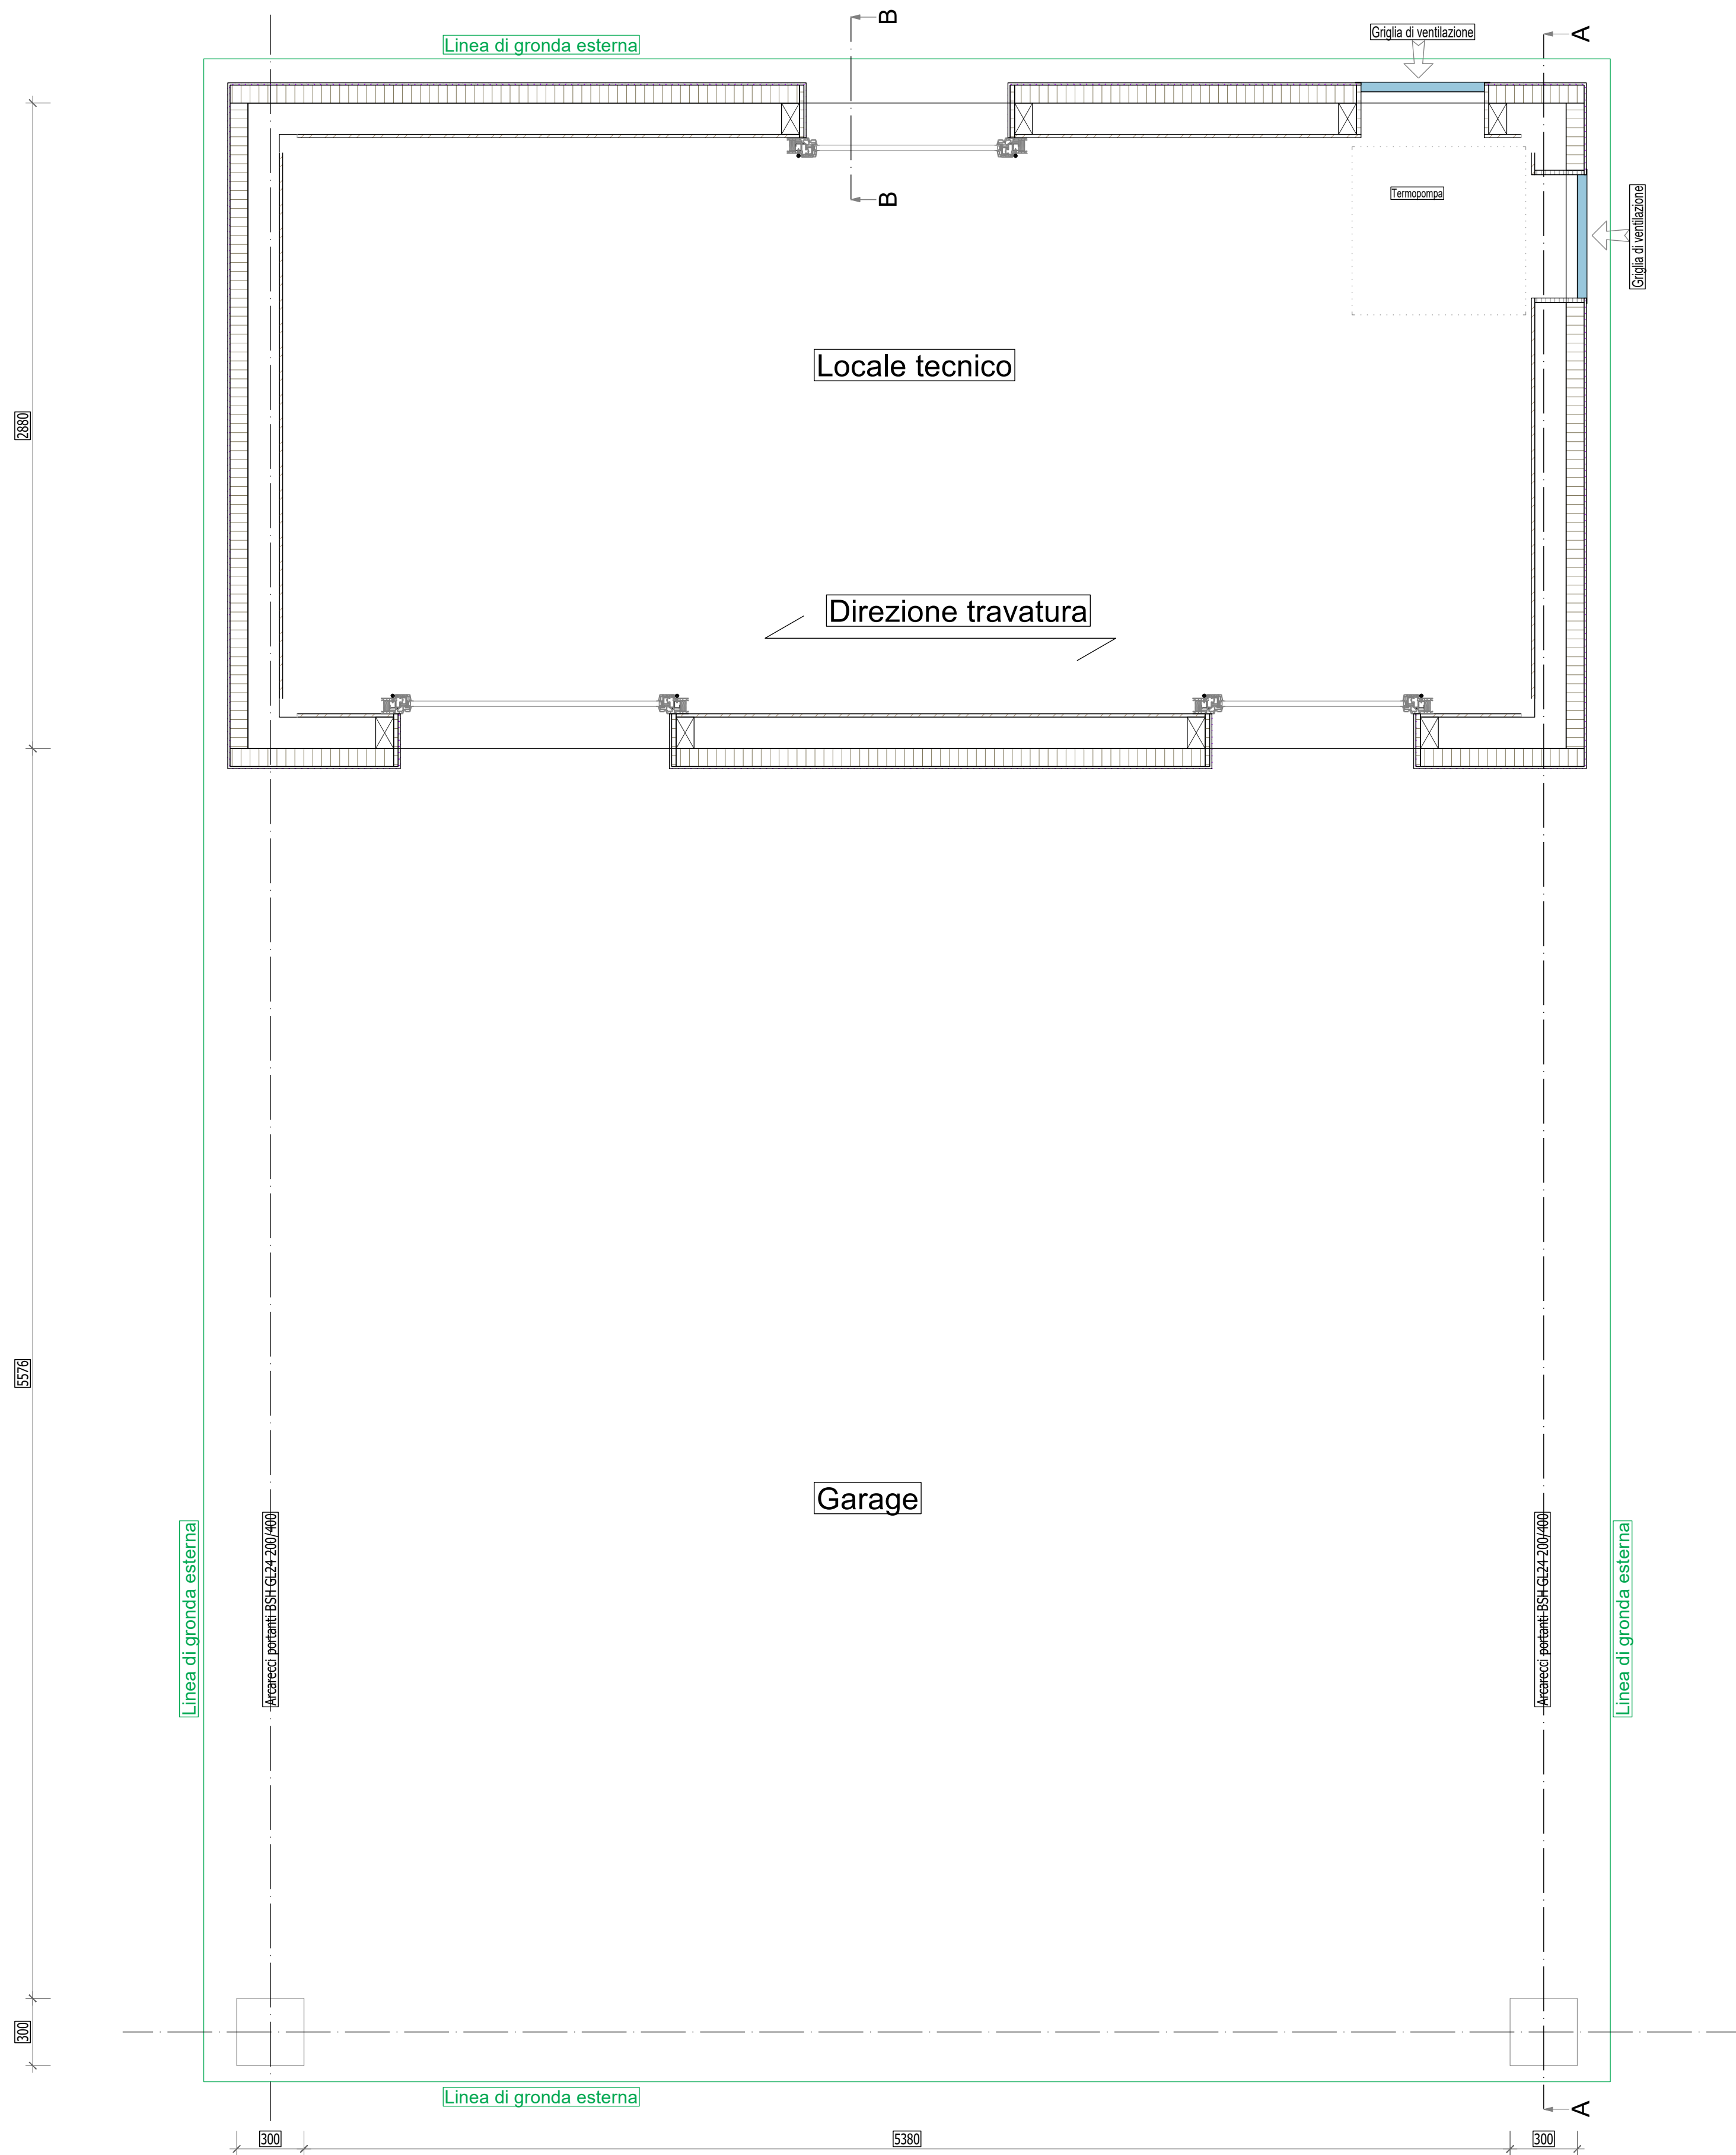 B
A
Griglia di ventilazione
Linea di gronda esterna
B
Termopompa
Griglia di ventilazione
Locale tecnico
2880
Direzione travatura
5576
Garage
Linea di gronda esterna
Arcarecci portanti BSH GL24 200/400
Arcarecci portanti BSH GL24 200/400
Linea di gronda esterna
300
Linea di gronda esterna
A
300
5380
300